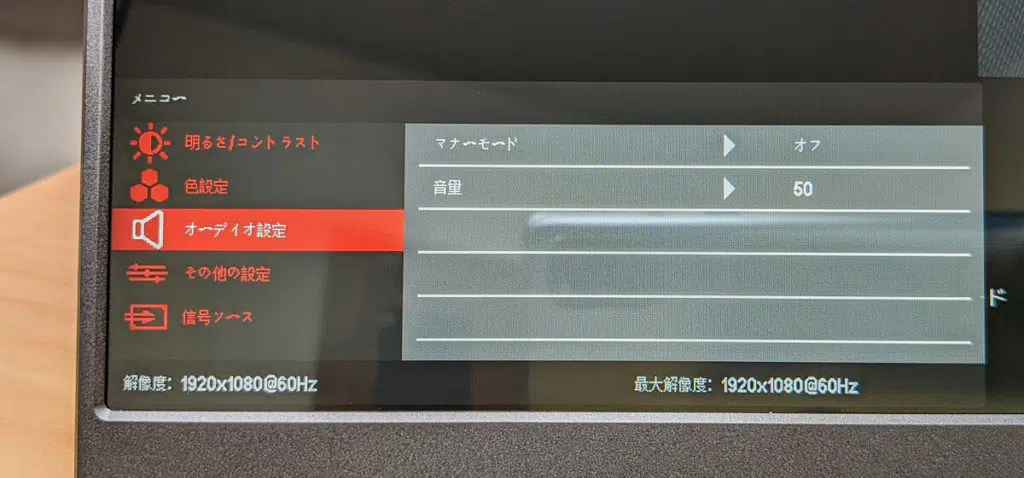 メニュー
明るさ/コントラスト
マナーモード オフ
色設定
音量 50
オーディオ設定
その他の設定
信号ソース
ド
解像度: 1920x1080@60Hz
最大解像度: 1920x1080@60Hz